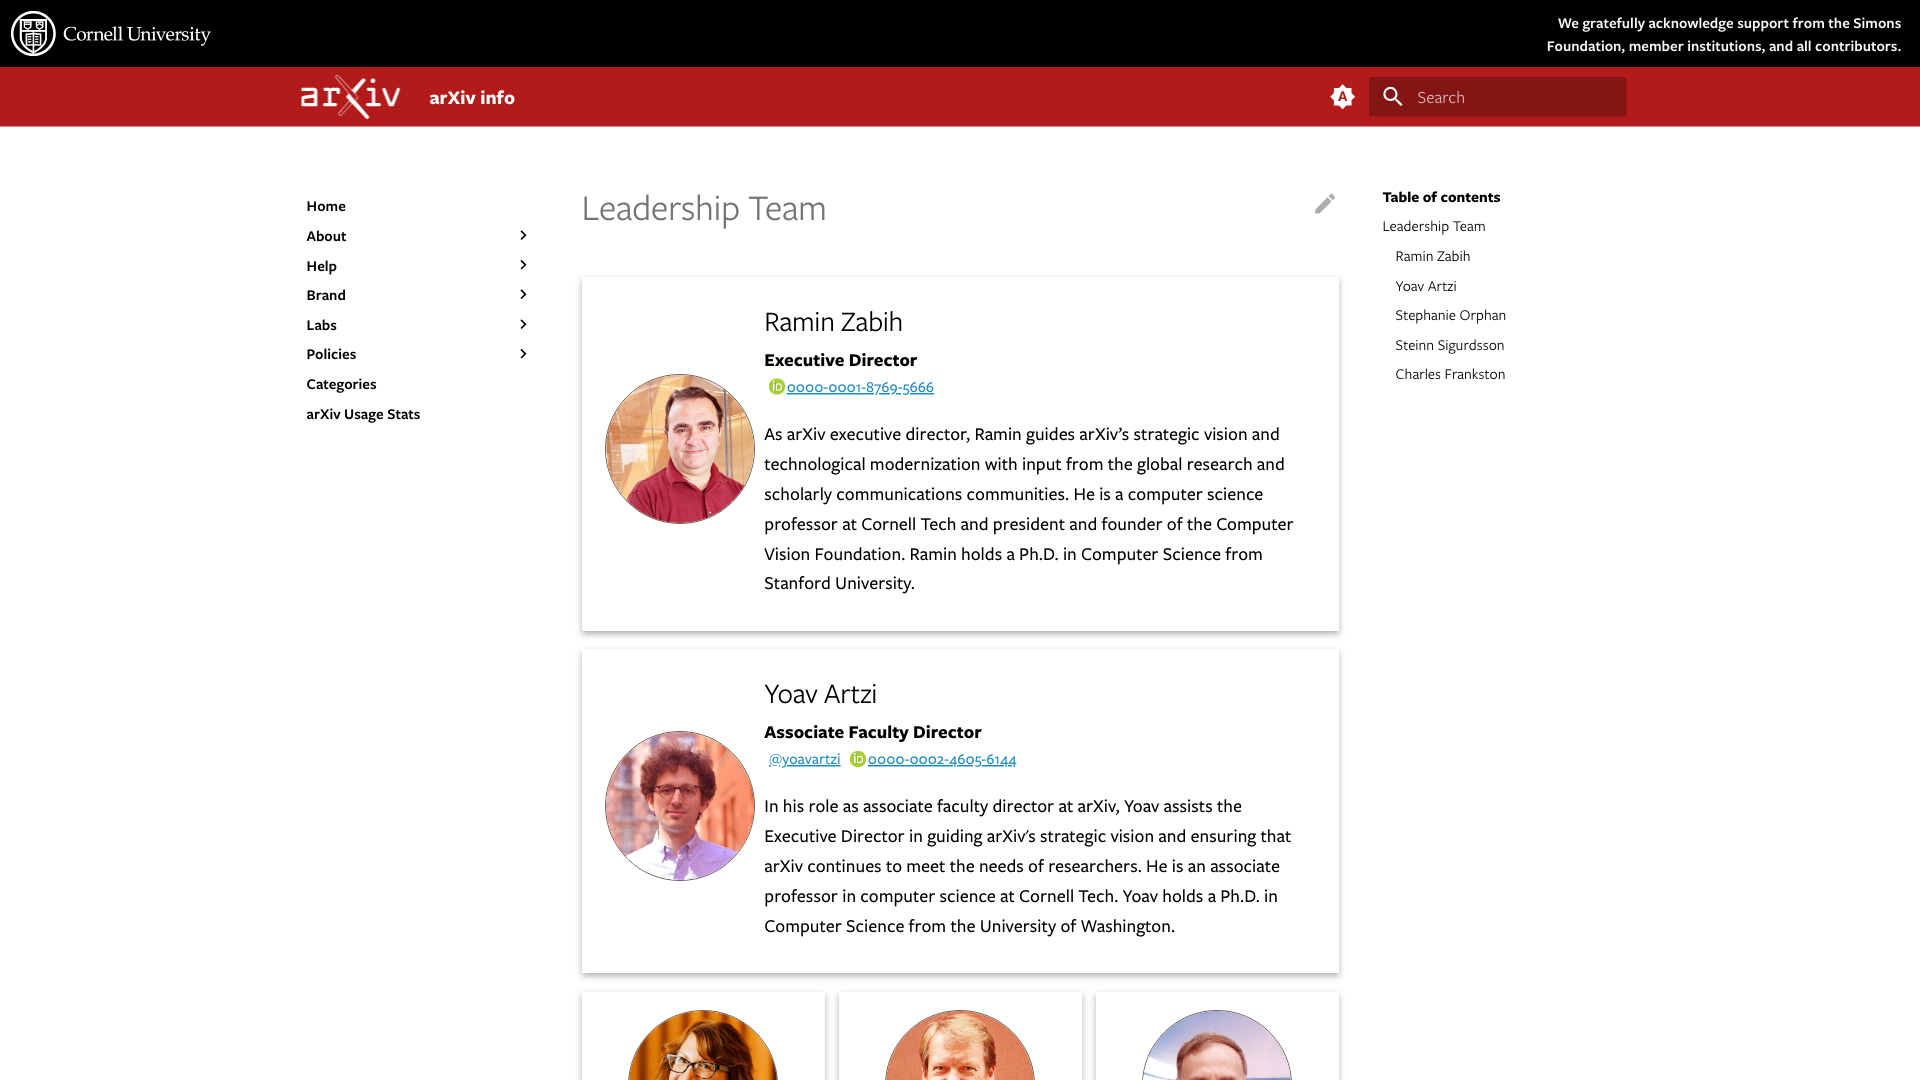 Cornell University
We gratefully acknowledge support from the Simons
Foundation, member institutions, and all contributors.
arXiv
arXiv info
A
Search
Home
About
Help
Brand
Labs
Policies
Categories
arXiv Usage Stats
Leadership Team
Ramin Zabih
Executive Director
iD 0000-0001-8769-5666
As arXiv executive director, Ramin guides arXiv’s strategic vision and
technological modernization with input from the global research and
scholarly communications communities. He is a computer science
professor at Cornell Tech and president and founder of the Computer
Vision Foundation. Ramin holds a Ph.D. in Computer Science from
Stanford University.
Yoav Artzi
Associate Faculty Director
@yoavartzi iD 0000-0002-4605-6144
In his role as associate faculty director at arXiv, Yoav assists the
Executive Director in guiding arXiv's strategic vision and ensuring that
arXiv continues to meet the needs of researchers. He is an associate
professor in computer science at Cornell Tech. Yoav holds a Ph.D. in
Computer Science from the University of Washington.
Table of contents
Leadership Team
Ramin Zabih
Yoav Artzi
Stephanie Orphan
Steinn Sigurdsson
Charles Frankston